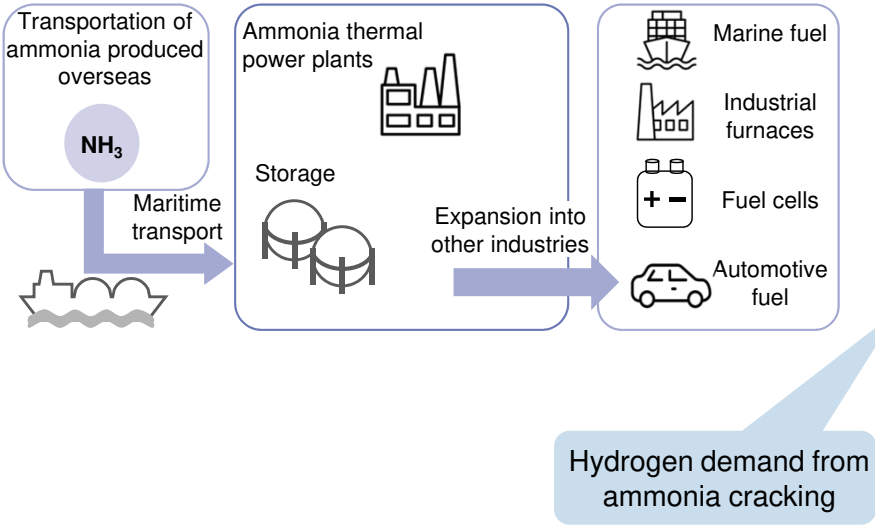 Transportation of
ammonia produced
overseas
NH₃
Maritime
transport
Ammonia thermal
power plants
Storage
Expansion into
other industries
Marine fuel
Industrial
furnaces
Fuel cells
Automotive
fuel
Hydrogen demand from
ammonia cracking